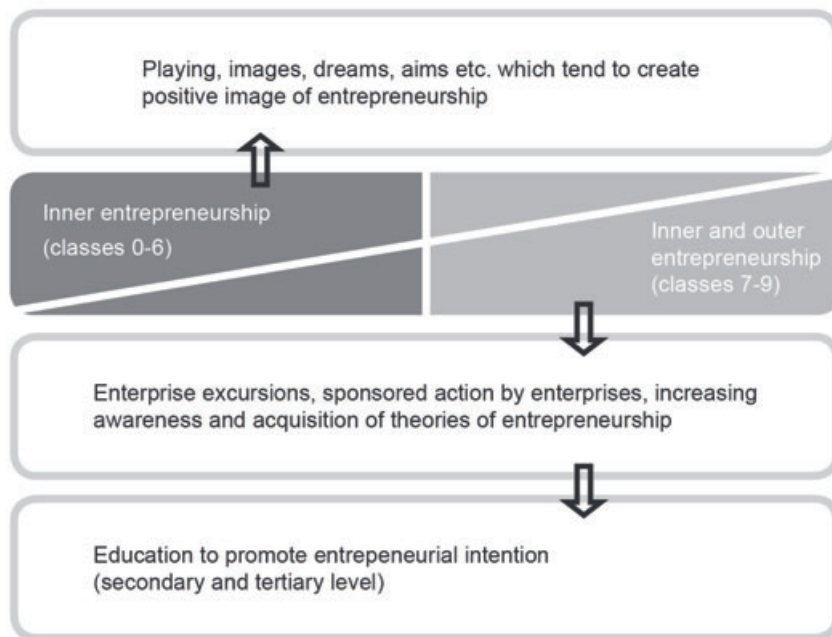 Playing, images, dreams, aims etc. which tend to create
positive image of entrepreneurship
Inner entrepreneurship
(classes 0-6)
Inner and outer
entrepreneurship
(classes 7-9)
Enterprise excursions, sponsored action by enterprises, increasing
awareness and acquisition of theories of entrepreneurship
Education to promote entrepeneurial intention
(secondary and tertiary level)